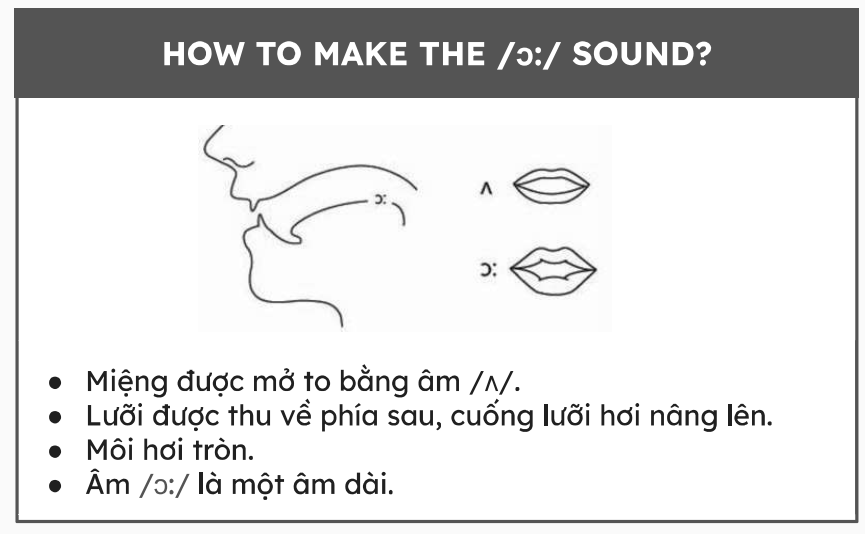 HOW TO MAKE THE /ɔ:/ SOUND?
ɔ:
ʌ
ɔ:
● Miệng được mở to bằng âm /ʌ/.
● Lưỡi được thu về phía sau, cuống lưỡi hơi nâng lên.
● Môi hơi tròn.
● Âm /ɔ:/ là một âm dài.